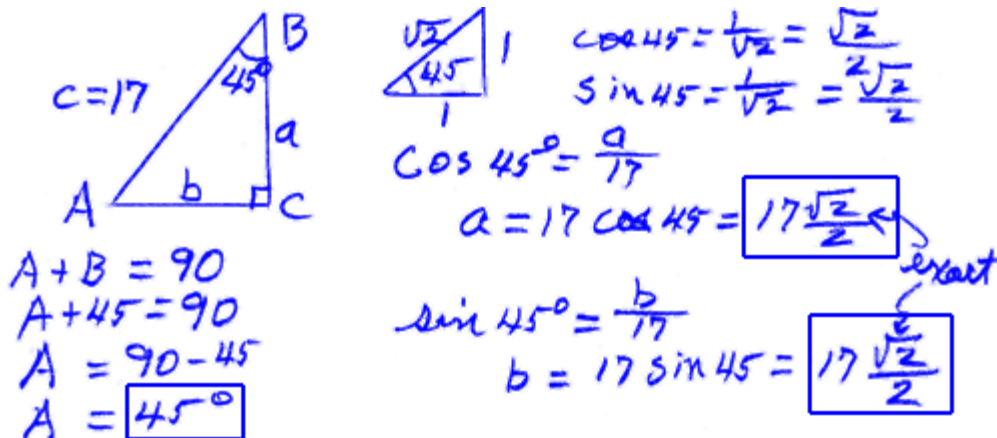 B
45°
c = 17
a
b
A
C
A + B = 90
A + 45 = 90
A = 90 - 45
A = 45°
√2
1
45
1
cos 45 = 1/√2 = √2/2
sin 45 = 1/√2 = √2/2
cos 45° = a/17
a = 17 cos 45 = 17 √2/2
exact
sin 45° = b/17
b = 17 sin 45 = 17 √2/2